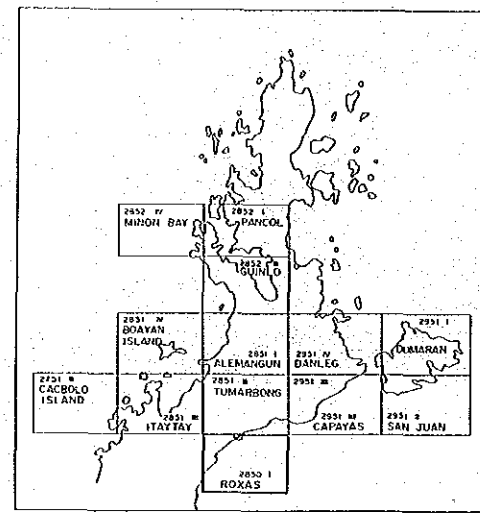 2852 IV
MINON BAY
2852 I
PANCOL
2852 II
GUINLO
2851 IV
BOAYAN
ISLAND
2851 I
ALEMANGUN
2951 IV
DANLEG
2951 I
DUMARAN
2751 II
CACBOLO
ISLAND
2851 III
ITAYTAY
2851 II
TUMARBONG
2951 III
2951 III
CAPAYAS
2951 II
SAN JUAN
2850 I
ROXAS